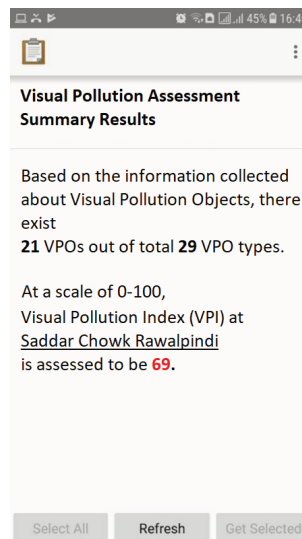 45% 16:4
Visual Pollution Assessment
Summary Results
Based on the information collected
about Visual Pollution Objects, there
exist
21 VPOs out of total 29 VPO types.
At a scale of 0-100,
Visual Pollution Index (VPI) at
Saddar Chowk Rawalpindi
is assessed to be 69.
Select All Refresh Get Selected